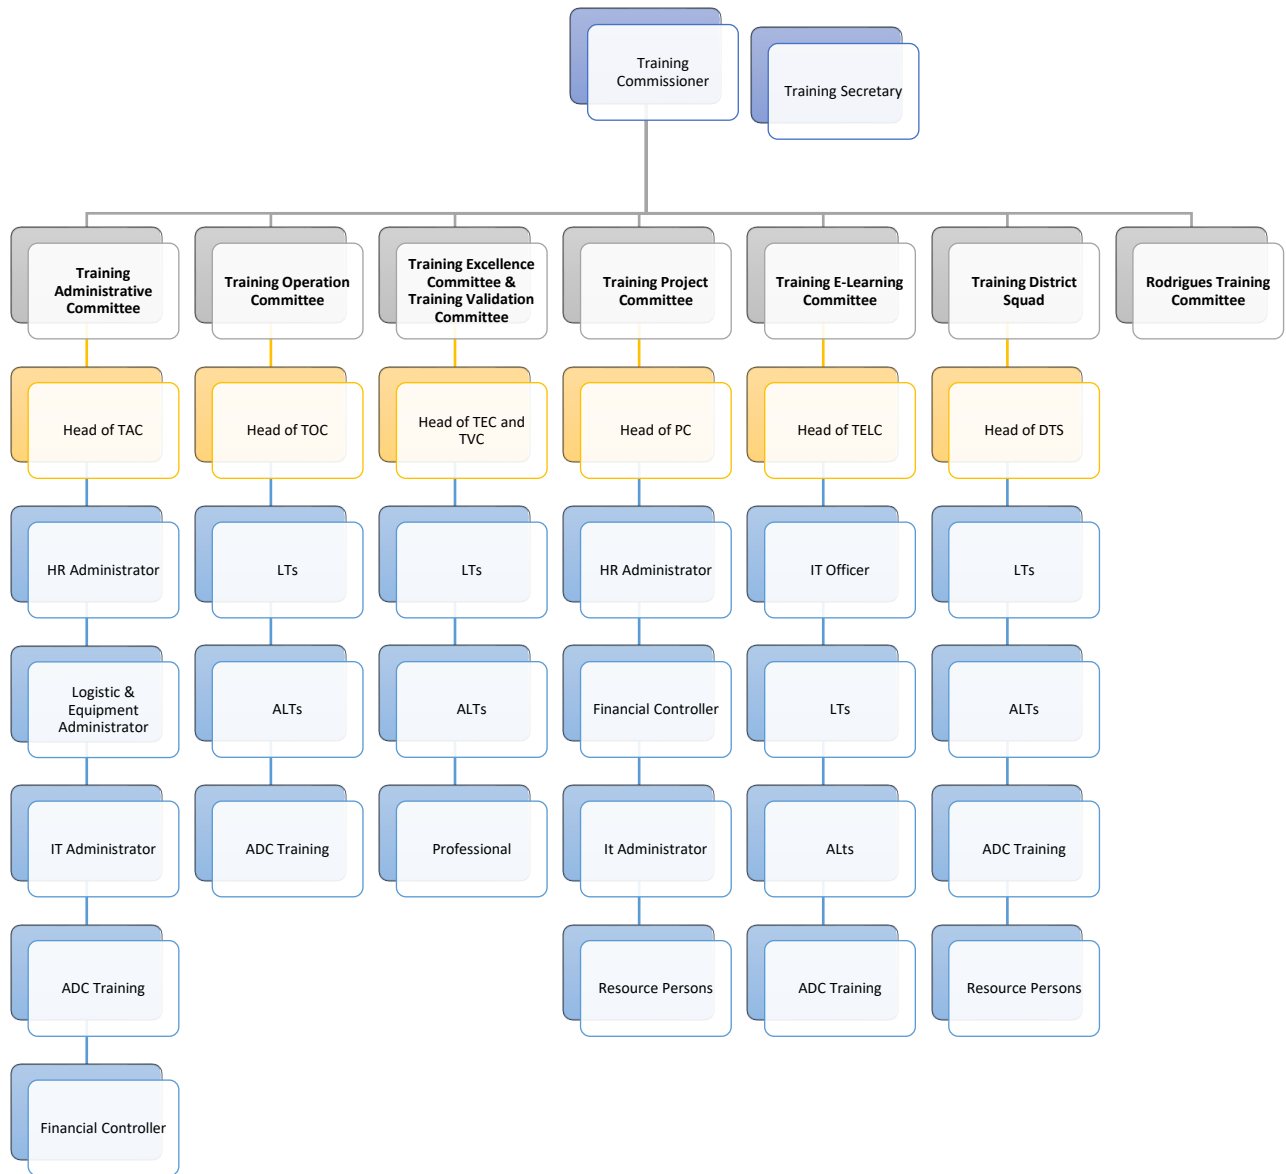 Training
Commissioner
Training Secretary
Training
Administrative
Committee
Training Operation
Committee
Training Excellence
Committee &
Training Validation
Committee
Training Project
Committee
Training E-Learning
Committee
Training District
Squad
Rodrigues Training
Committee
Head of TAC
Head of TOC
Head of TEC and
TVC
Head of PC
Head of TELC
Head of DTS
HR Administrator
LTs
LTs
HR Administrator
IT Officer
LTs
Logistic &
Equipment
Administrator
ALTs
ALTs
Financial Controller
LTs
ALTs
IT Administrator
ADC Training
Professional
It Administrator
ALts
ADC Training
ADC Training
Resource Persons
ADC Training
Resource Persons
Financial Controller